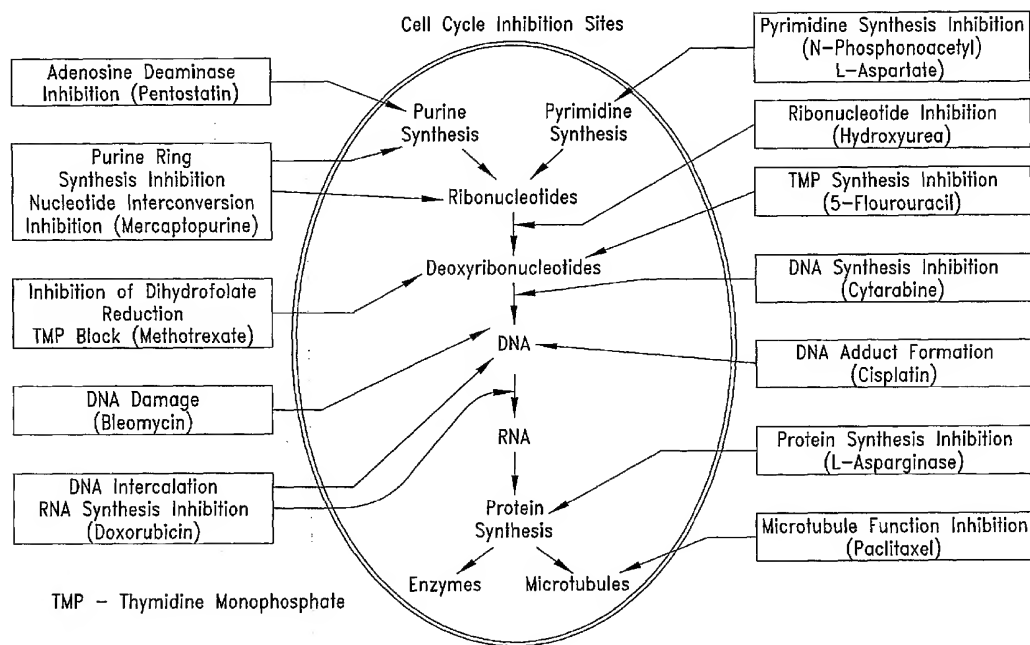 Cell Cycle Inhibition Sites
Adenosine Deaminase
Inhibition (Pentostatin)
Purine Ring
Synthesis Inhibition
Nucleotide Interconversion
Inhibition (Mercaptopurine)
Inhibition of Dihydrofolate
Reduction
TMP Block (Methotrexate)
DNA Damage
(Bleomycin)
DNA Intercalation
RNA Synthesis Inhibition
(Doxorubicin)
TMP – Thymidine Monophosphate
Purine
Synthesis
Pyrimidine
Synthesis
Ribonucleotides
Deoxyribonucleotides
DNA
RNA
Protein
Synthesis
Enzymes
Microtubules
Pyrimidine Synthesis Inhibition
(N-Phosphonoacetyl)
L-Aspartate)
Ribonucleotide Inhibition
(Hydroxyurea)
TMP Synthesis Inhibition
(5-Flourouracil)
DNA Synthesis Inhibition
(Cytarabine)
DNA Adduct Formation
(Cisplatin)
Protein Synthesis Inhibition
(L-Asparginase)
Microtubule Function Inhibition
(Paclitaxel)